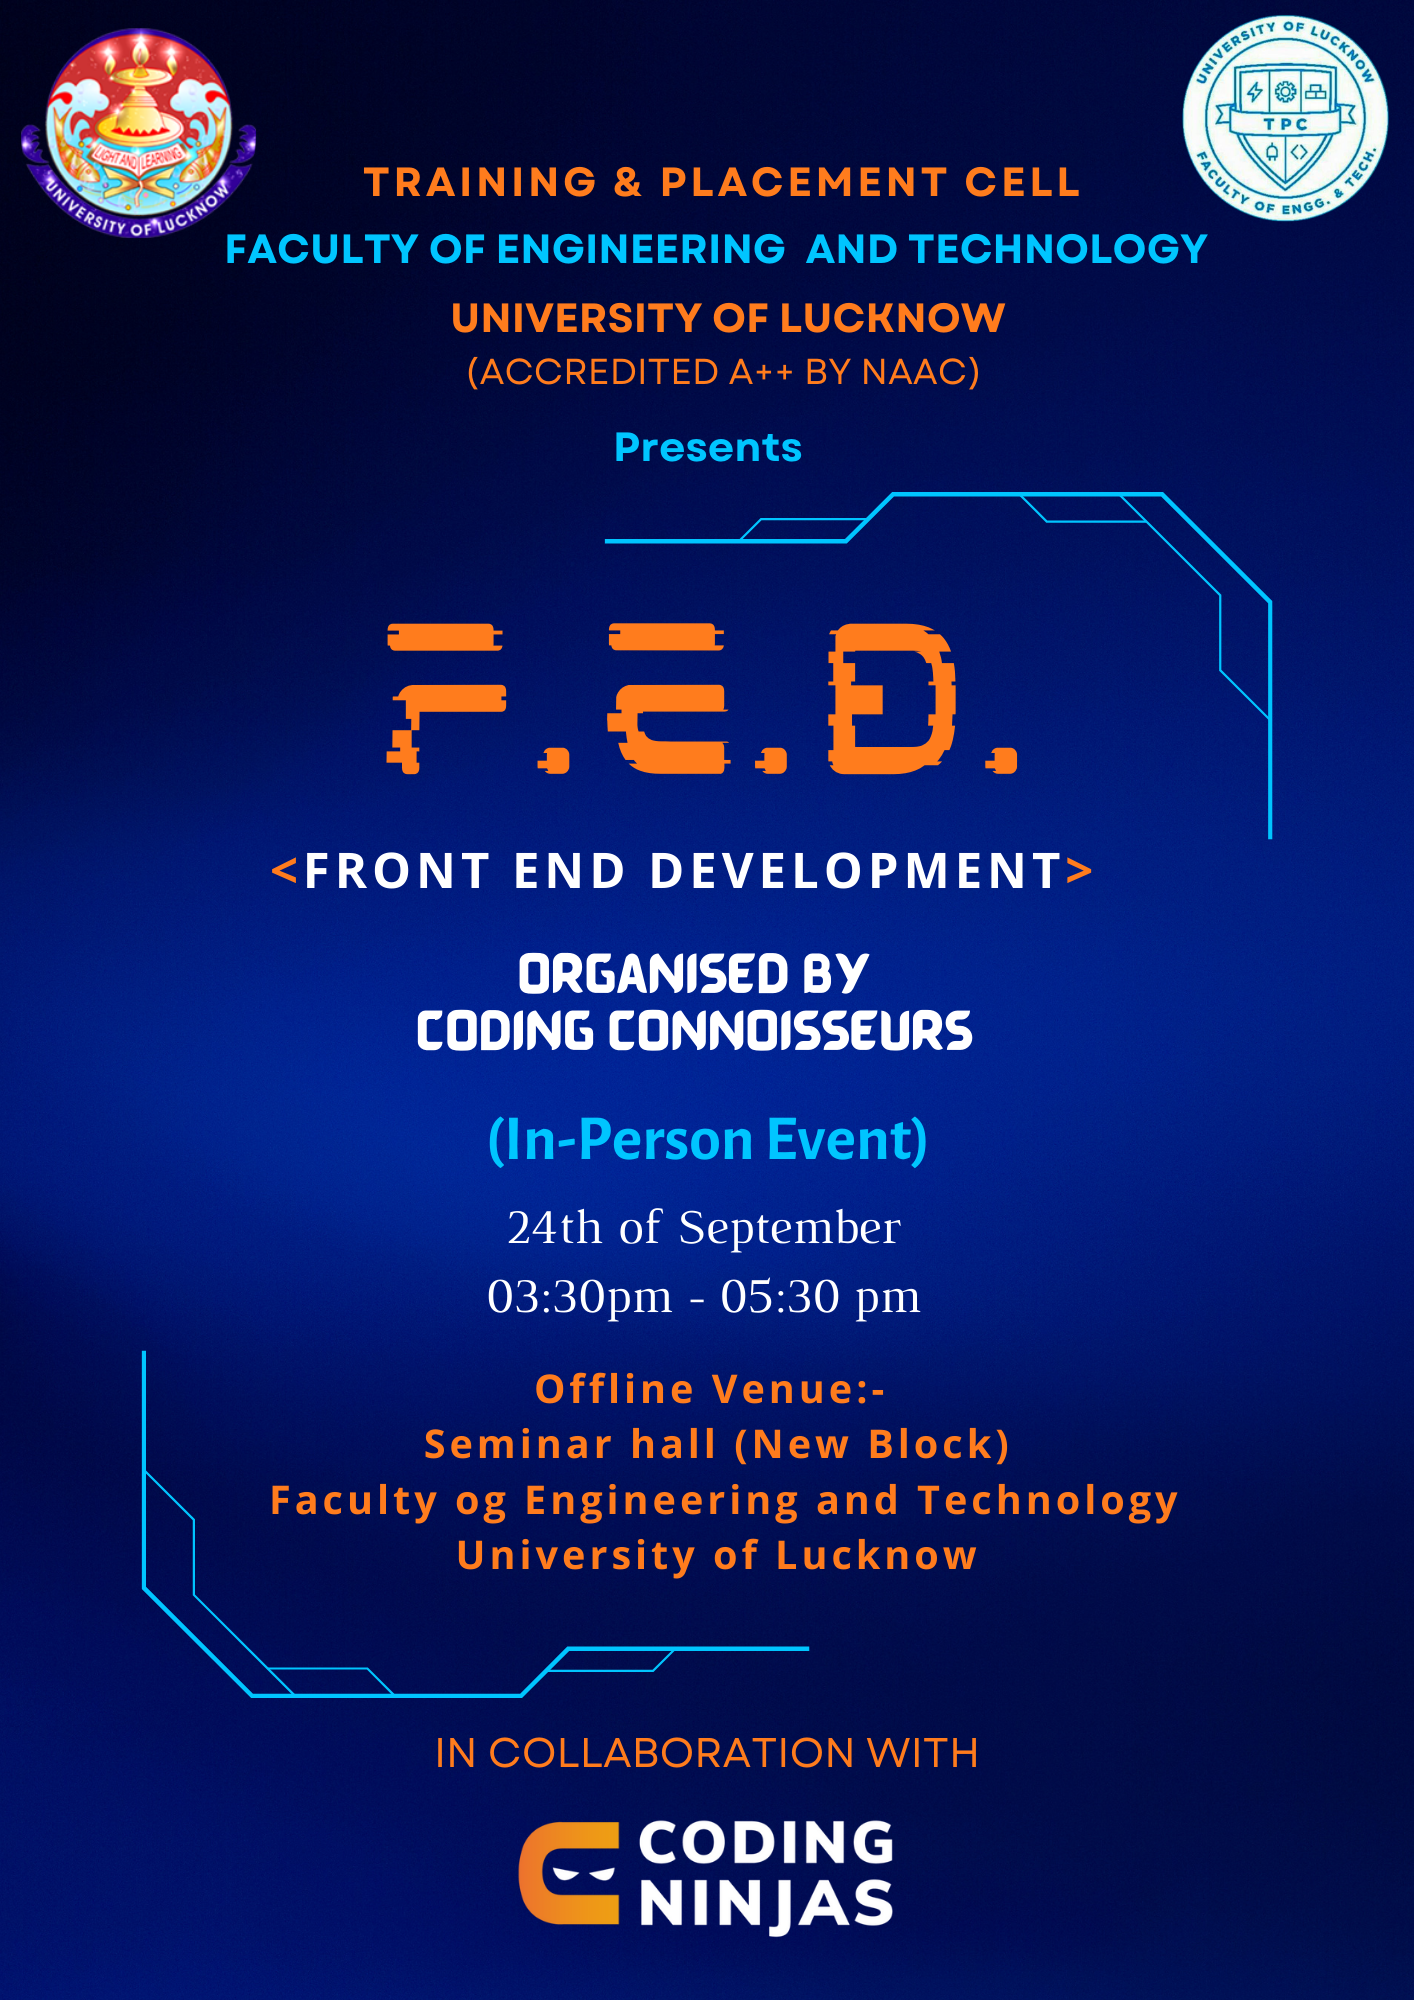 LIGHT AND LEARNING
UNIVERSITY OF LUCKNOW
UNIVERSITY OF LUCKNOW
TPC
FACULTY OF ENGG. & TECH.
TRAINING & PLACEMENT CELL
FACULTY OF ENGINEERING AND TECHNOLOGY
UNIVERSITY OF LUCKNOW
(ACCREDITED A++ BY NAAC)
Presents
F.E.D.
<FRONT END DEVELOPMENT>
ORGANISED BY
CODING CONNOISSEURS
(In-Person Event)
24th of September
03:30pm - 05:30 pm
Offline Venue:-
Seminar hall (New Block)
Faculty og Engineering and Technology
University of Lucknow
IN COLLABORATION WITH
CODING
NINJAS